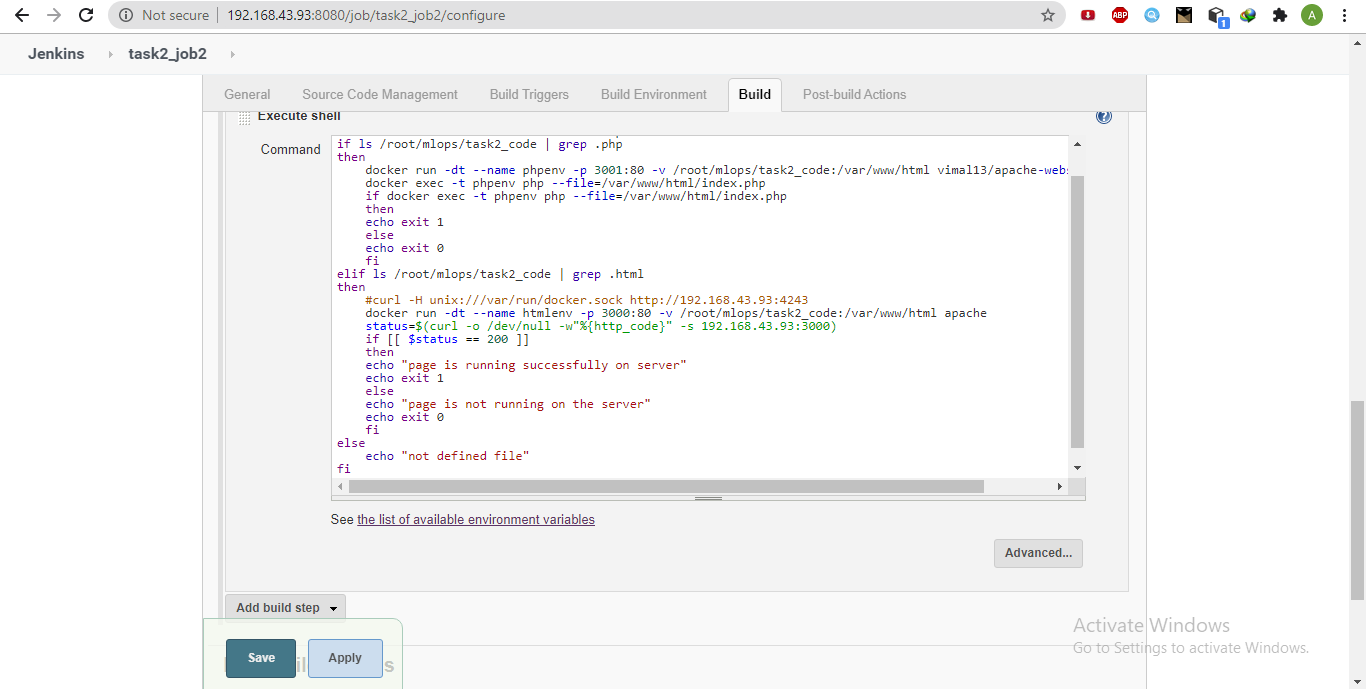 Not secure | 192.168.43.93:8080/job/task2_job2/configure
ABP
1
A
Jenkins
task2_job2
General Source Code Management Build Triggers Build Environment Build Post-build Actions
Execute shell
?
Command
if ls /root/mlops/task2_code | grep .php
then
docker run -dt --name phpenv -p 3001:80 -v /root/mlops/task2_code:/var/www/html vimal13/apache-web
docker exec -t phpenv php --file=/var/www/html/index.php
if docker exec -t phpenv php --file=/var/www/html/index.php
then
echo exit 1
else
echo exit 0
fi
elif ls /root/mlops/task2_code | grep .html
then
#curl -H unix:///var/run/docker.sock http://192.168.43.93:4243
docker run -dt --name htmlenv -p 3000:80 -v /root/mlops/task2_code:/var/www/html apache
status=$(curl -o /dev/null -w"%{http_code}" -s 192.168.43.93:3000)
if [[ $status == 200 ]]
then
echo "page is running successfully on server"
echo exit 1
else
echo "page is not running on the server"
echo exit 0
fi
else
echo "not defined file"
fi
See the list of available environment variables
Advanced...
Add build step
Activate Windows
Go to Settings to activate Windows.
Save Apply